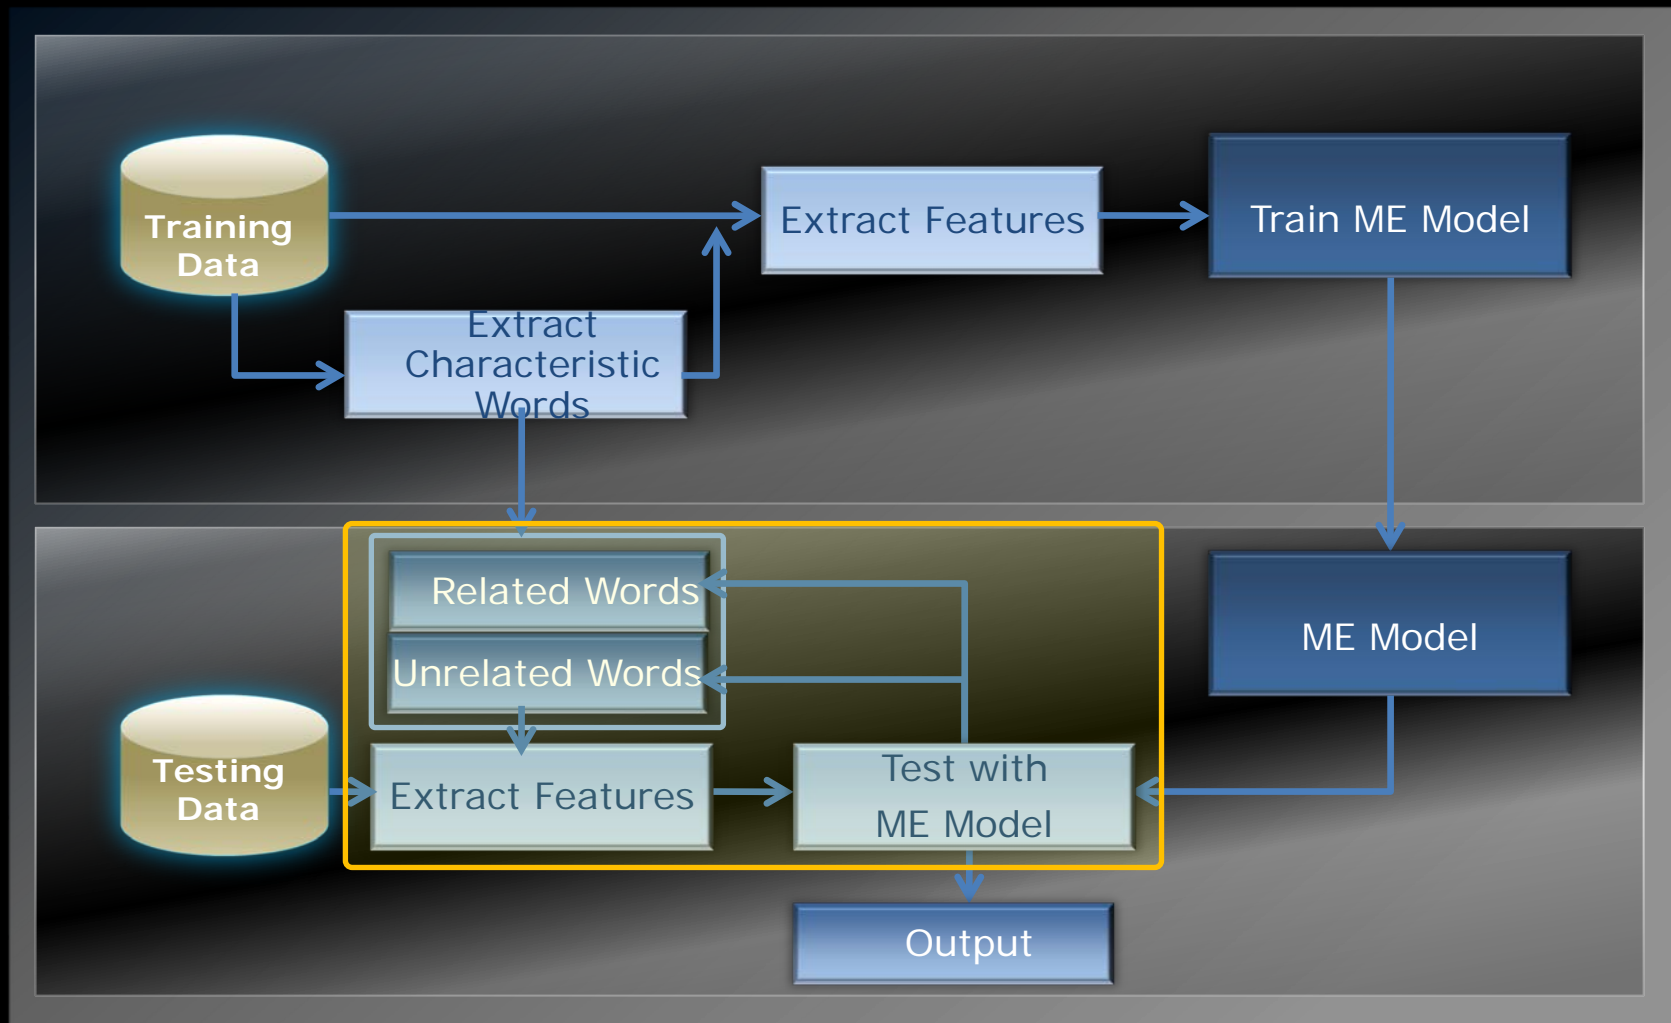 Training
Data
Extract Features
Train ME Model
Extract
Characteristic
Words
Related Words
Unrelated Words
ME Model
Testing
Data
Extract Features
Test with
ME Model
Output